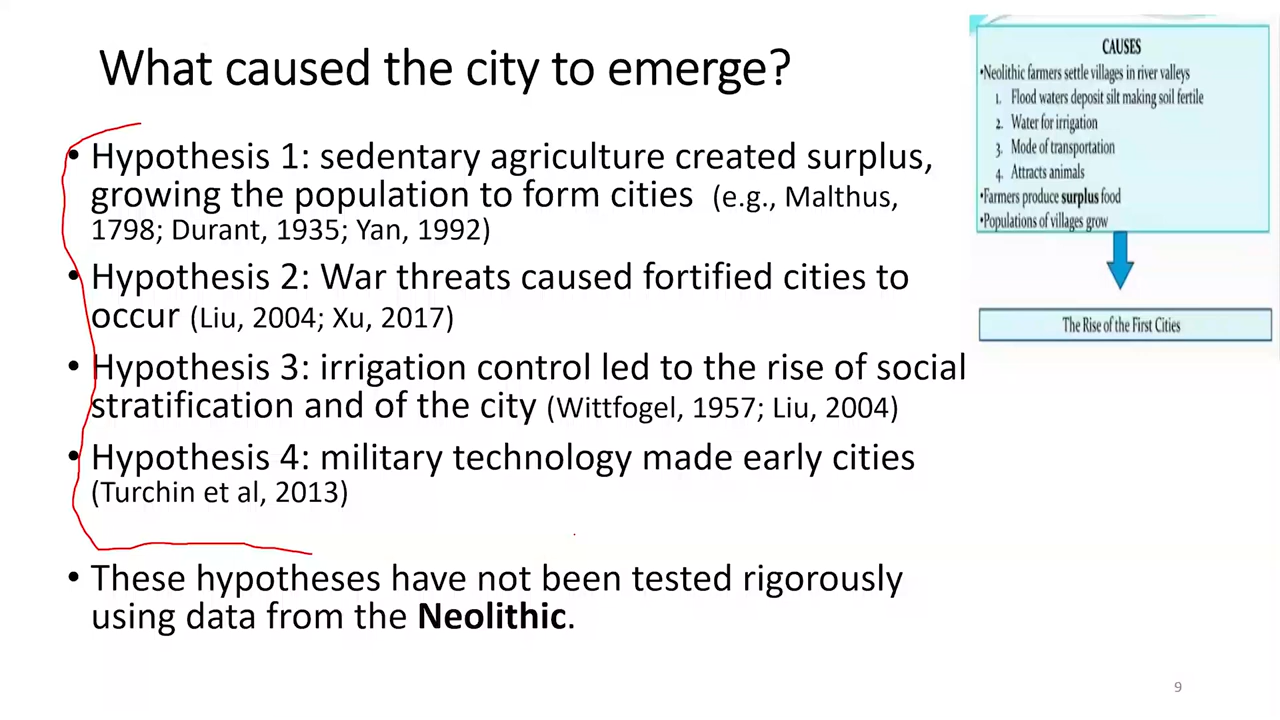 What caused the city to emerge?
• Hypothesis 1: sedentary agriculture created surplus,
growing the population to form cities (e.g., Malthus,
1798; Durant, 1935; Yan, 1992)
• Hypothesis 2: War threats caused fortified cities to
occur (Liu, 2004; Xu, 2017)
• Hypothesis 3: irrigation control led to the rise of social
stratification and of the city (Wittfogel, 1957; Liu, 2004)
• Hypothesis 4: military technology made early cities
(Turchin et al, 2013)
• These hypotheses have not been tested rigorously
using data from the Neolithic.
CAUSES
•Neolithic farmers settle villages in river valleys
1. Flood waters deposit silt making soil fertile
2. Water for irrigation
3. Mode of transportation
4. Attracts animals
•Farmers produce surplus food
•Populations of villages grow
The Rise of the First Cities
9